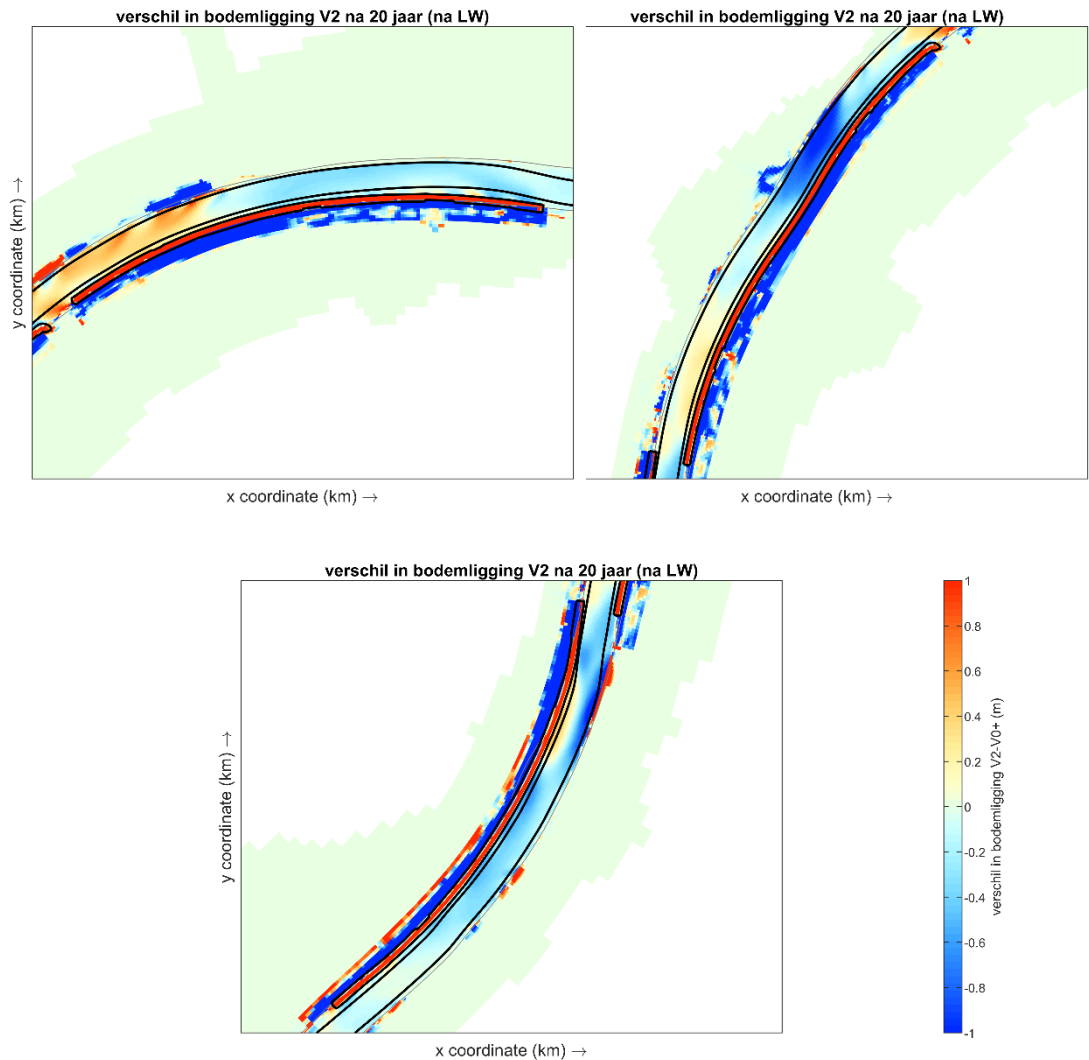 verschil in bodemligging V2 na 20 jaar (na LW)
y coordinate (km) →
x coordinate (km) →
verschil in bodemligging V2 na 20 jaar (na LW)
x coordinate (km) →
verschil in bodemligging V2 na 20 jaar (na LW)
y coordinate (km) →
x coordinate (km) →
1
0.8
0.6
0.4
0.2
0
-0.2
-0.4
-0.6
-0.8
-1
verschil in bodemligging V2-V0+ (m)